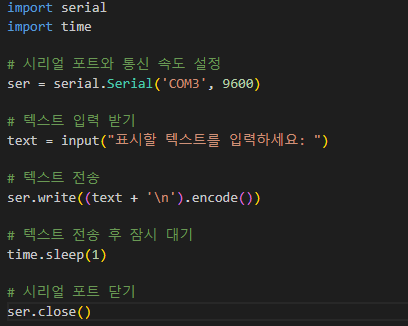 import serial
import time
# 시리얼 포트와 통신 속도 설정
ser = serial.Serial('COM3', 9600)
# 텍스트 입력 받기
text = input("표시할 텍스트를 입력하세요: ")
# 텍스트 전송
ser.write((text + '\n').encode())
# 텍스트 전송 후 잠시 대기
time.sleep(1)
# 시리얼 포트 닫기
ser.close()